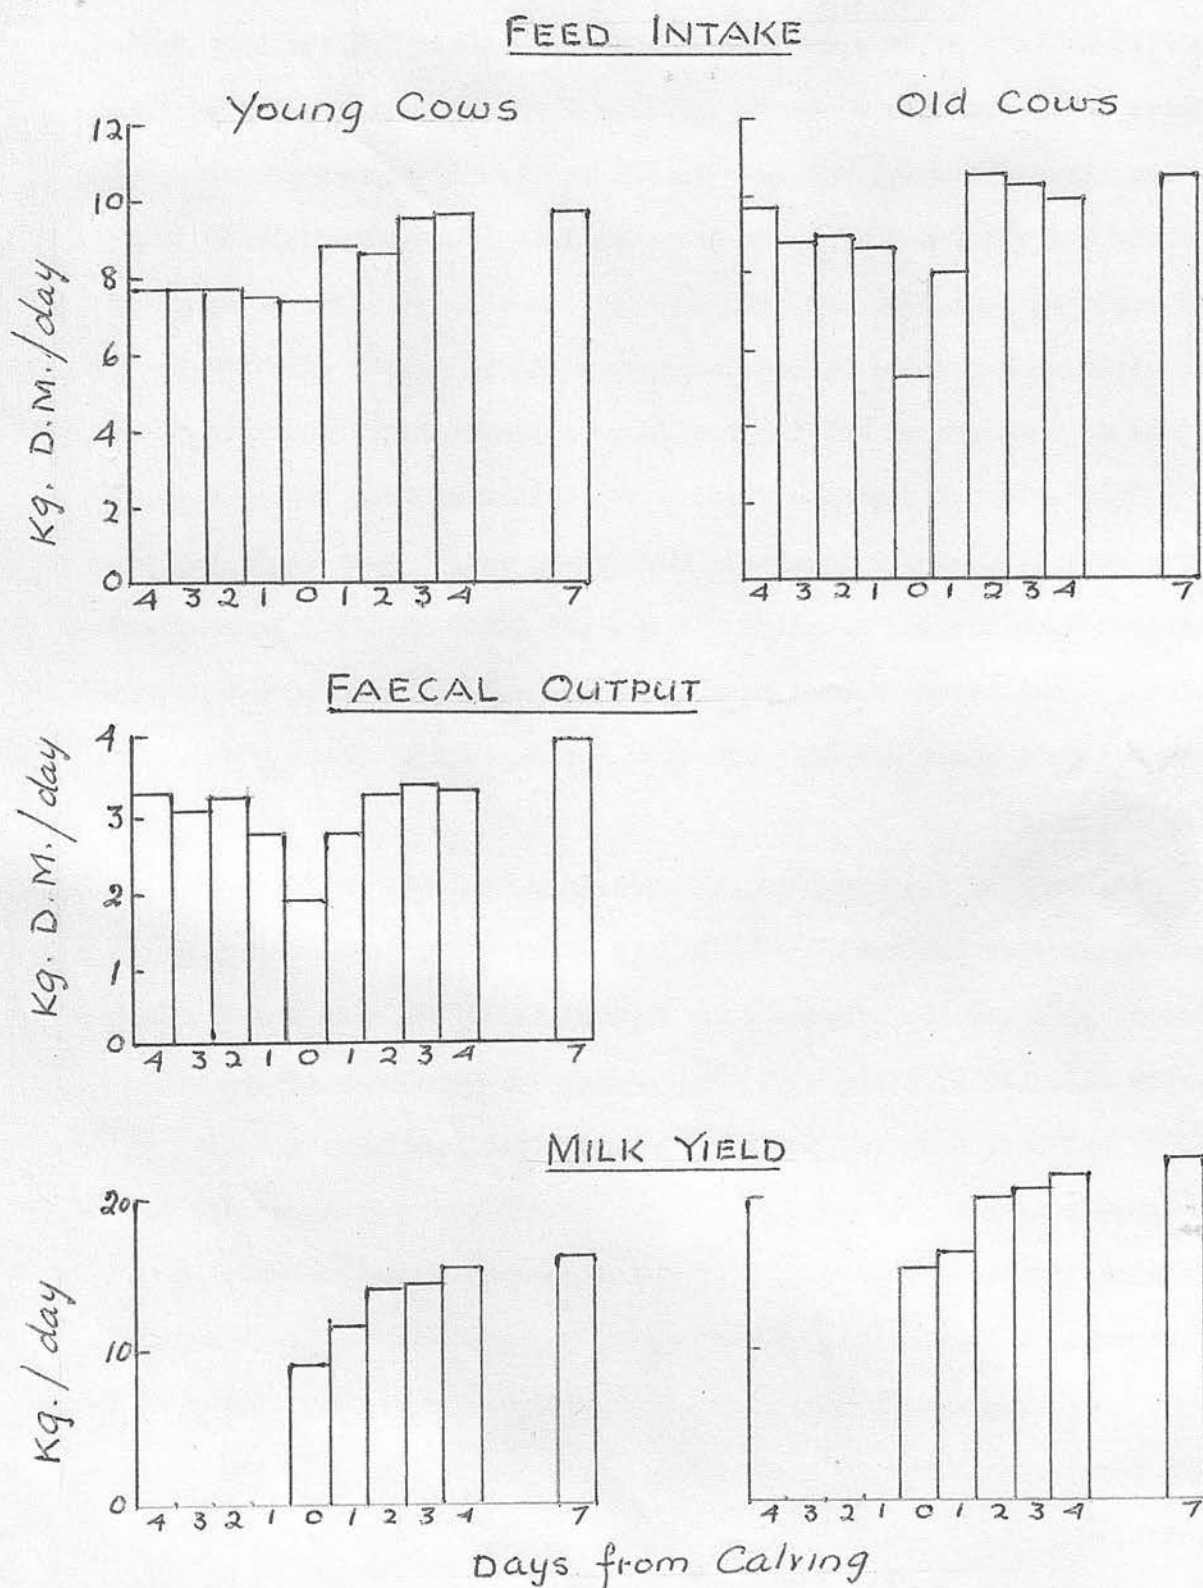 FEED INTAKE
Young Cows
Old Cows
Kg. D.M./day
12
10
8
6
4
2
0
4 3 2 1 0 1 2 3 4 7
4 3 2 1 0 1 2 3 4 7
FAECAL OUTPUT
Kg. D.M./day
4
3
2
1
0
4 3 2 1 0 1 2 3 4 7
MILK YIELD
Kg./day
20
10
0
4 3 2 1 0 1 2 3 4 7
4 3 2 1 0 1 2 3 4 7
Days from Calving